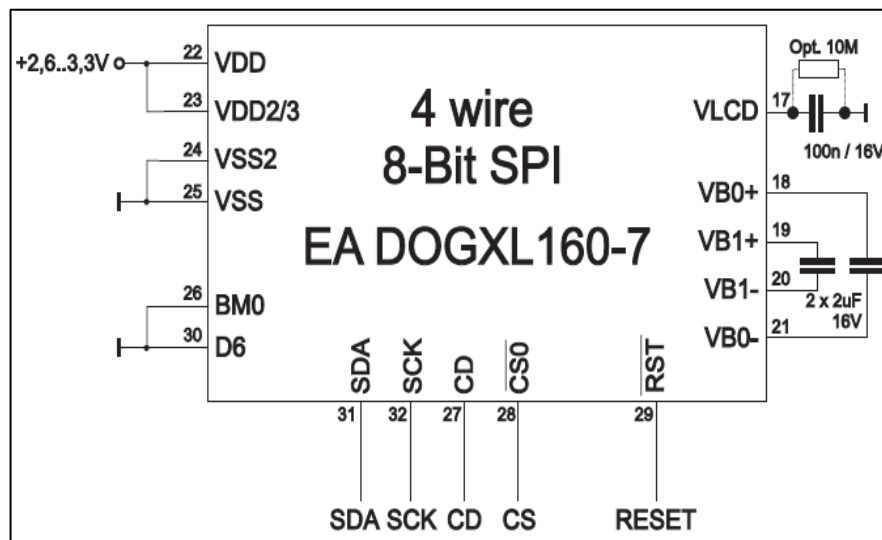 +2,6..3,3V
22
VDD
23
VDD2/3
24
VSS2
25
VSS
26
BM0
30
D6
4 wire
8-Bit SPI
EA DOGXL160-7
Opt. 10M
17
VLCD
100n / 16V
18
VB0+
19
VB1+
20
VB1-
21
VB0-
2 x 2uF
16V
SDA
SCK
CD
CS0
RST
31
32
27
28
29
SDA SCK CD CS RESET